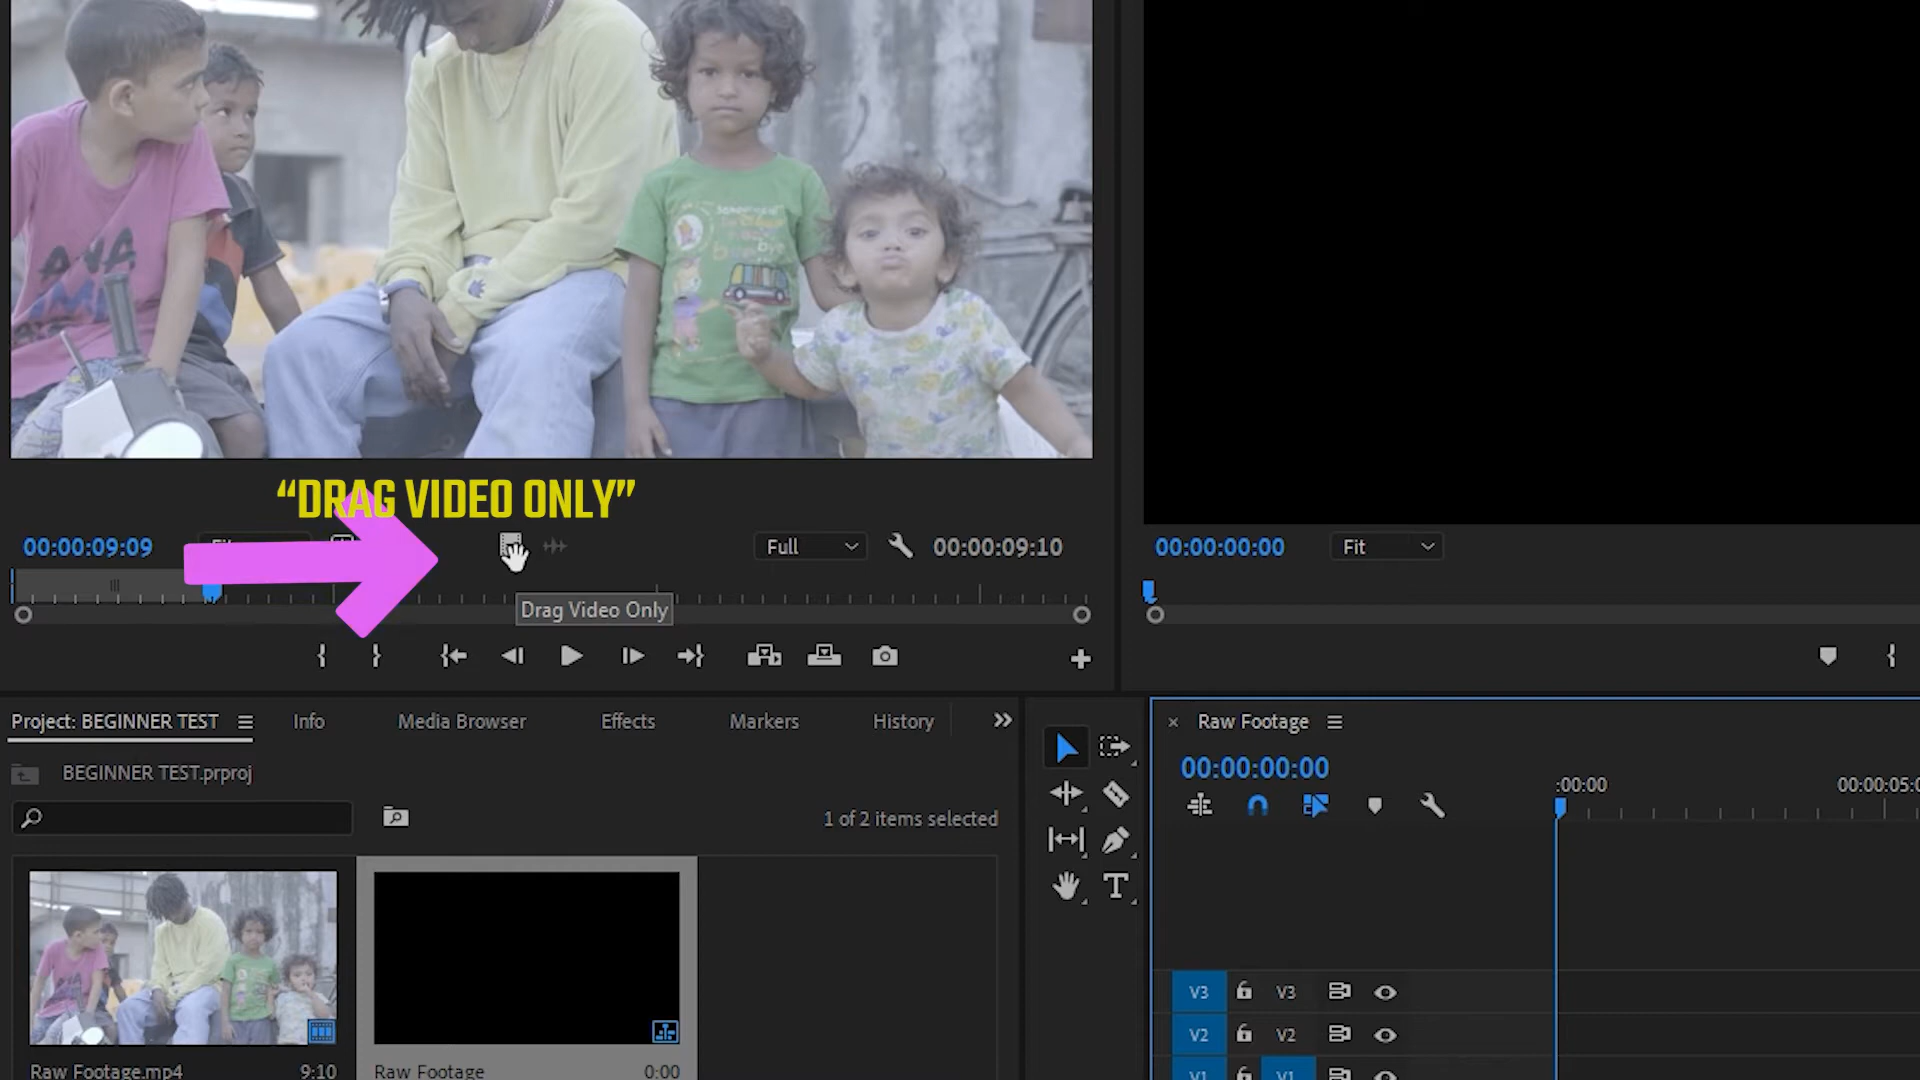 ANA
bye
“DRAG VIDEO ONLY”
00:00:09:09
Full
00:00:09:10
00:00:00:00
Fit
Drag Video Only
Project: BEGINNER TEST
Info
Media Browser
Effects
Markers
History
Raw Footage
BEGINNER TEST.prproj
00:00:00:00
:00:00
00:00:05:0
1 of 2 items selected
V3
V3
V2
V2
V1
V1
Raw Footage.mp4
9:10
Raw Footage
0:00